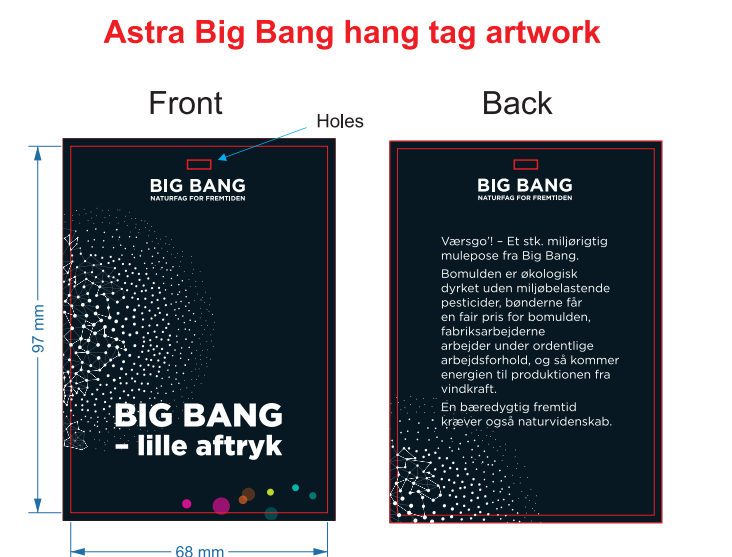 Astra Big Bang hang tag artwork
Front
Back
Holes
BIG BANG
NATURFAG FOR FREMTIDEN
BIG BANG
– lille aftryk
97 mm
68 mm
BIG BANG
NATURFAG FOR FREMTIDEN
Værsgo'! – Et stk. miljørigtig
mulepose fra Big Bang.
Bomulden er økologisk
dyrket uden miljøbelastende
pesticider, bønderne får
en fair pris for bomulden,
fabriksarbejderne
arbejder under ordentlige
arbejdsforhold, og så kommer
energien til produktionen fra
vindkraft.
En bæredygtig fremtid
kræver også naturvidenskab.